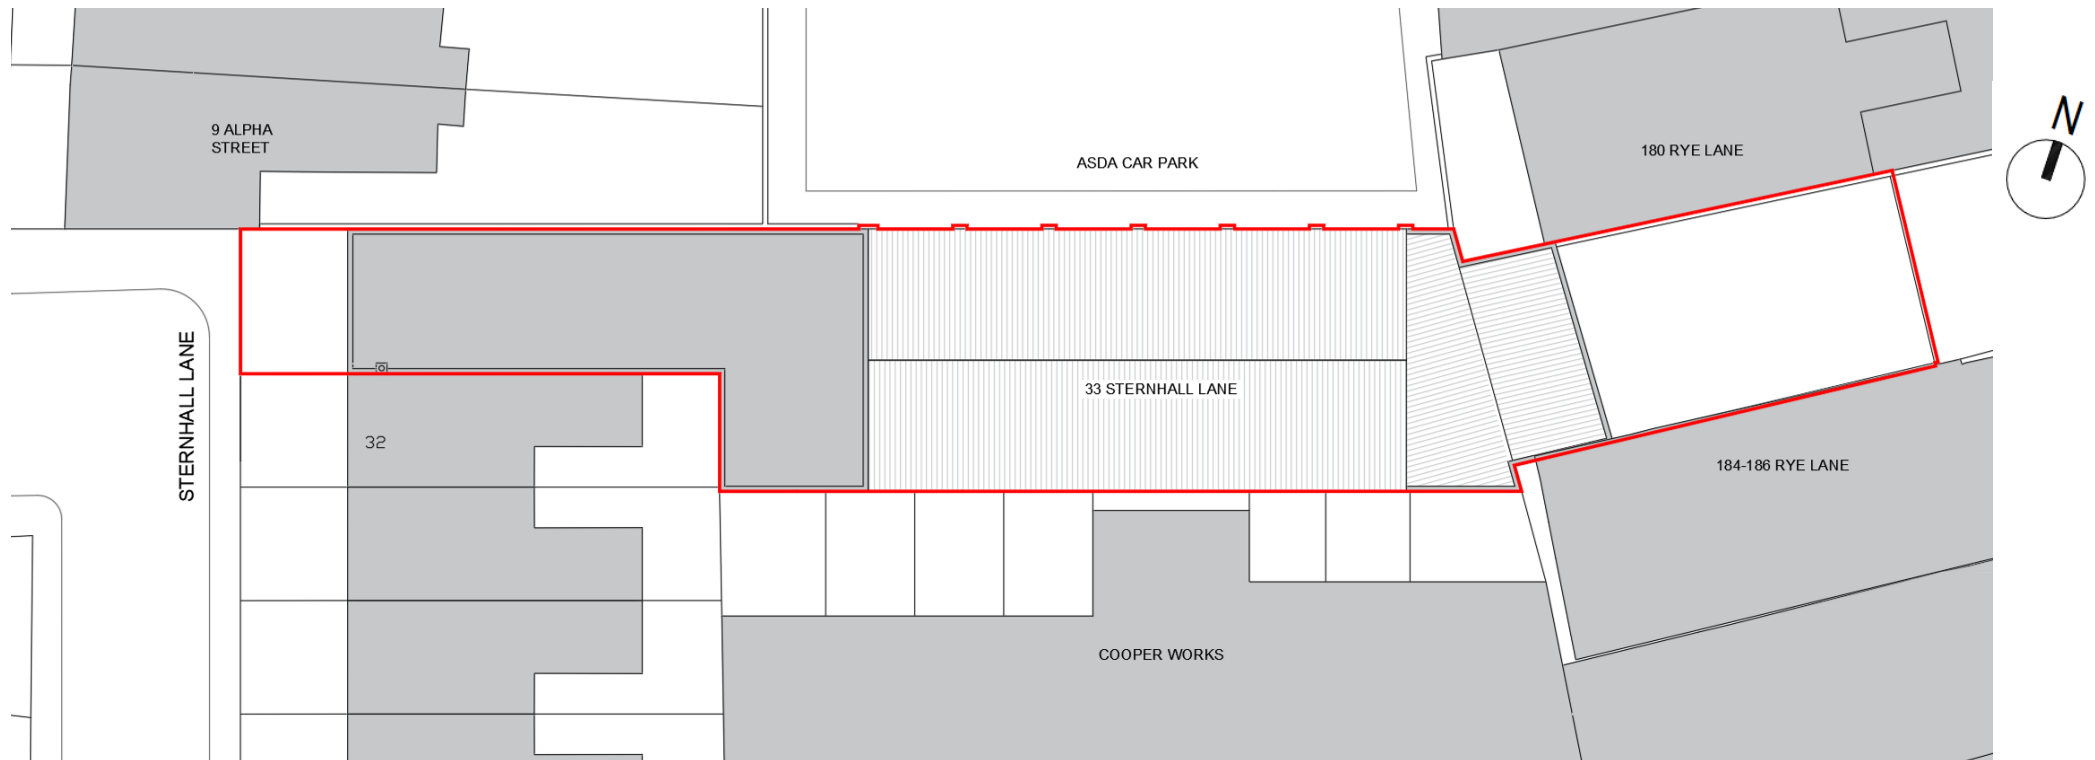 9 ALPHA
STREET
ASDA CAR PARK
180 RYE LANE
N
STERNHALL LANE
33 STERNHALL LANE
32
184-186 RYE LANE
COOPER WORKS